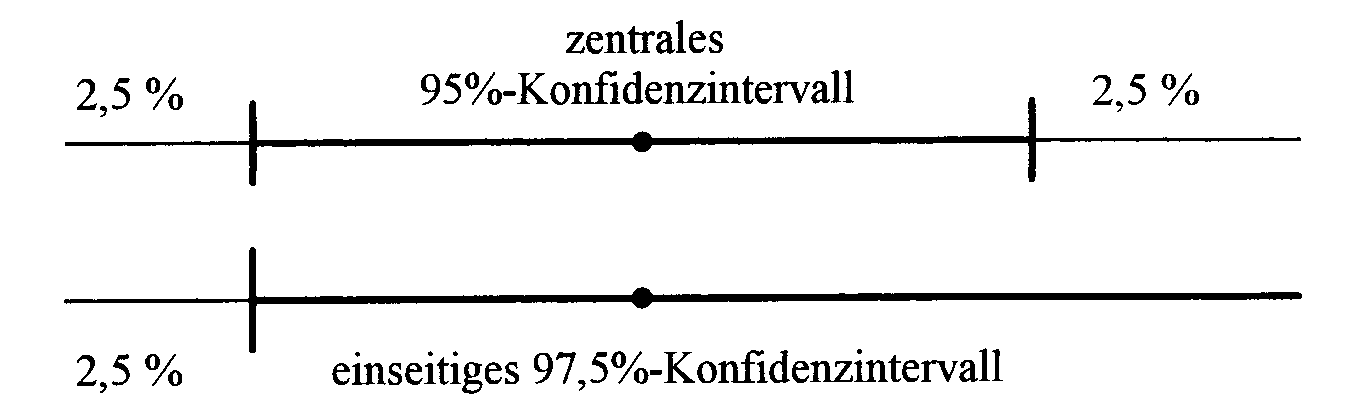 zentrales
2,5 %
95%-Konfidenzintervall
2,5 %
2,5 %
einseitiges 97,5%-Konfidenzintervall